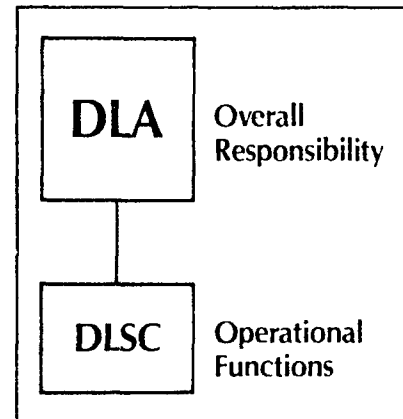 DLA
Overall
Responsibility
DLSC
Operational
Functions